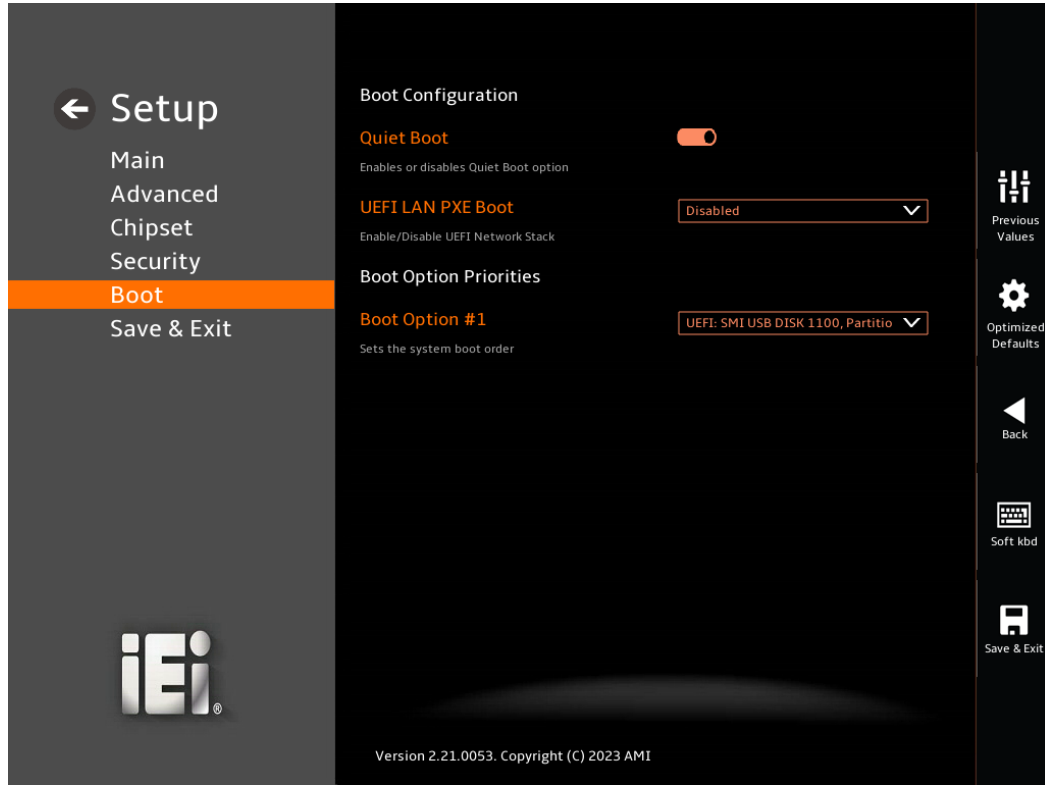 Setup
Main
Advanced
Chipset
Security
Boot
Save & Exit
iEi®
Boot Configuration
Quiet Boot
Enables or disables Quiet Boot option
UEFI LAN PXE Boot
Disabled
Enable/Disable UEFI Network Stack
Boot Option Priorities
Boot Option #1
UEFI: SMI USB DISK 1100, Partitio
Sets the system boot order
Version 2.21.0053. Copyright (C) 2023 AMI
Previous
Values
Optimized
Defaults
Back
Soft kbd
Save & Exit